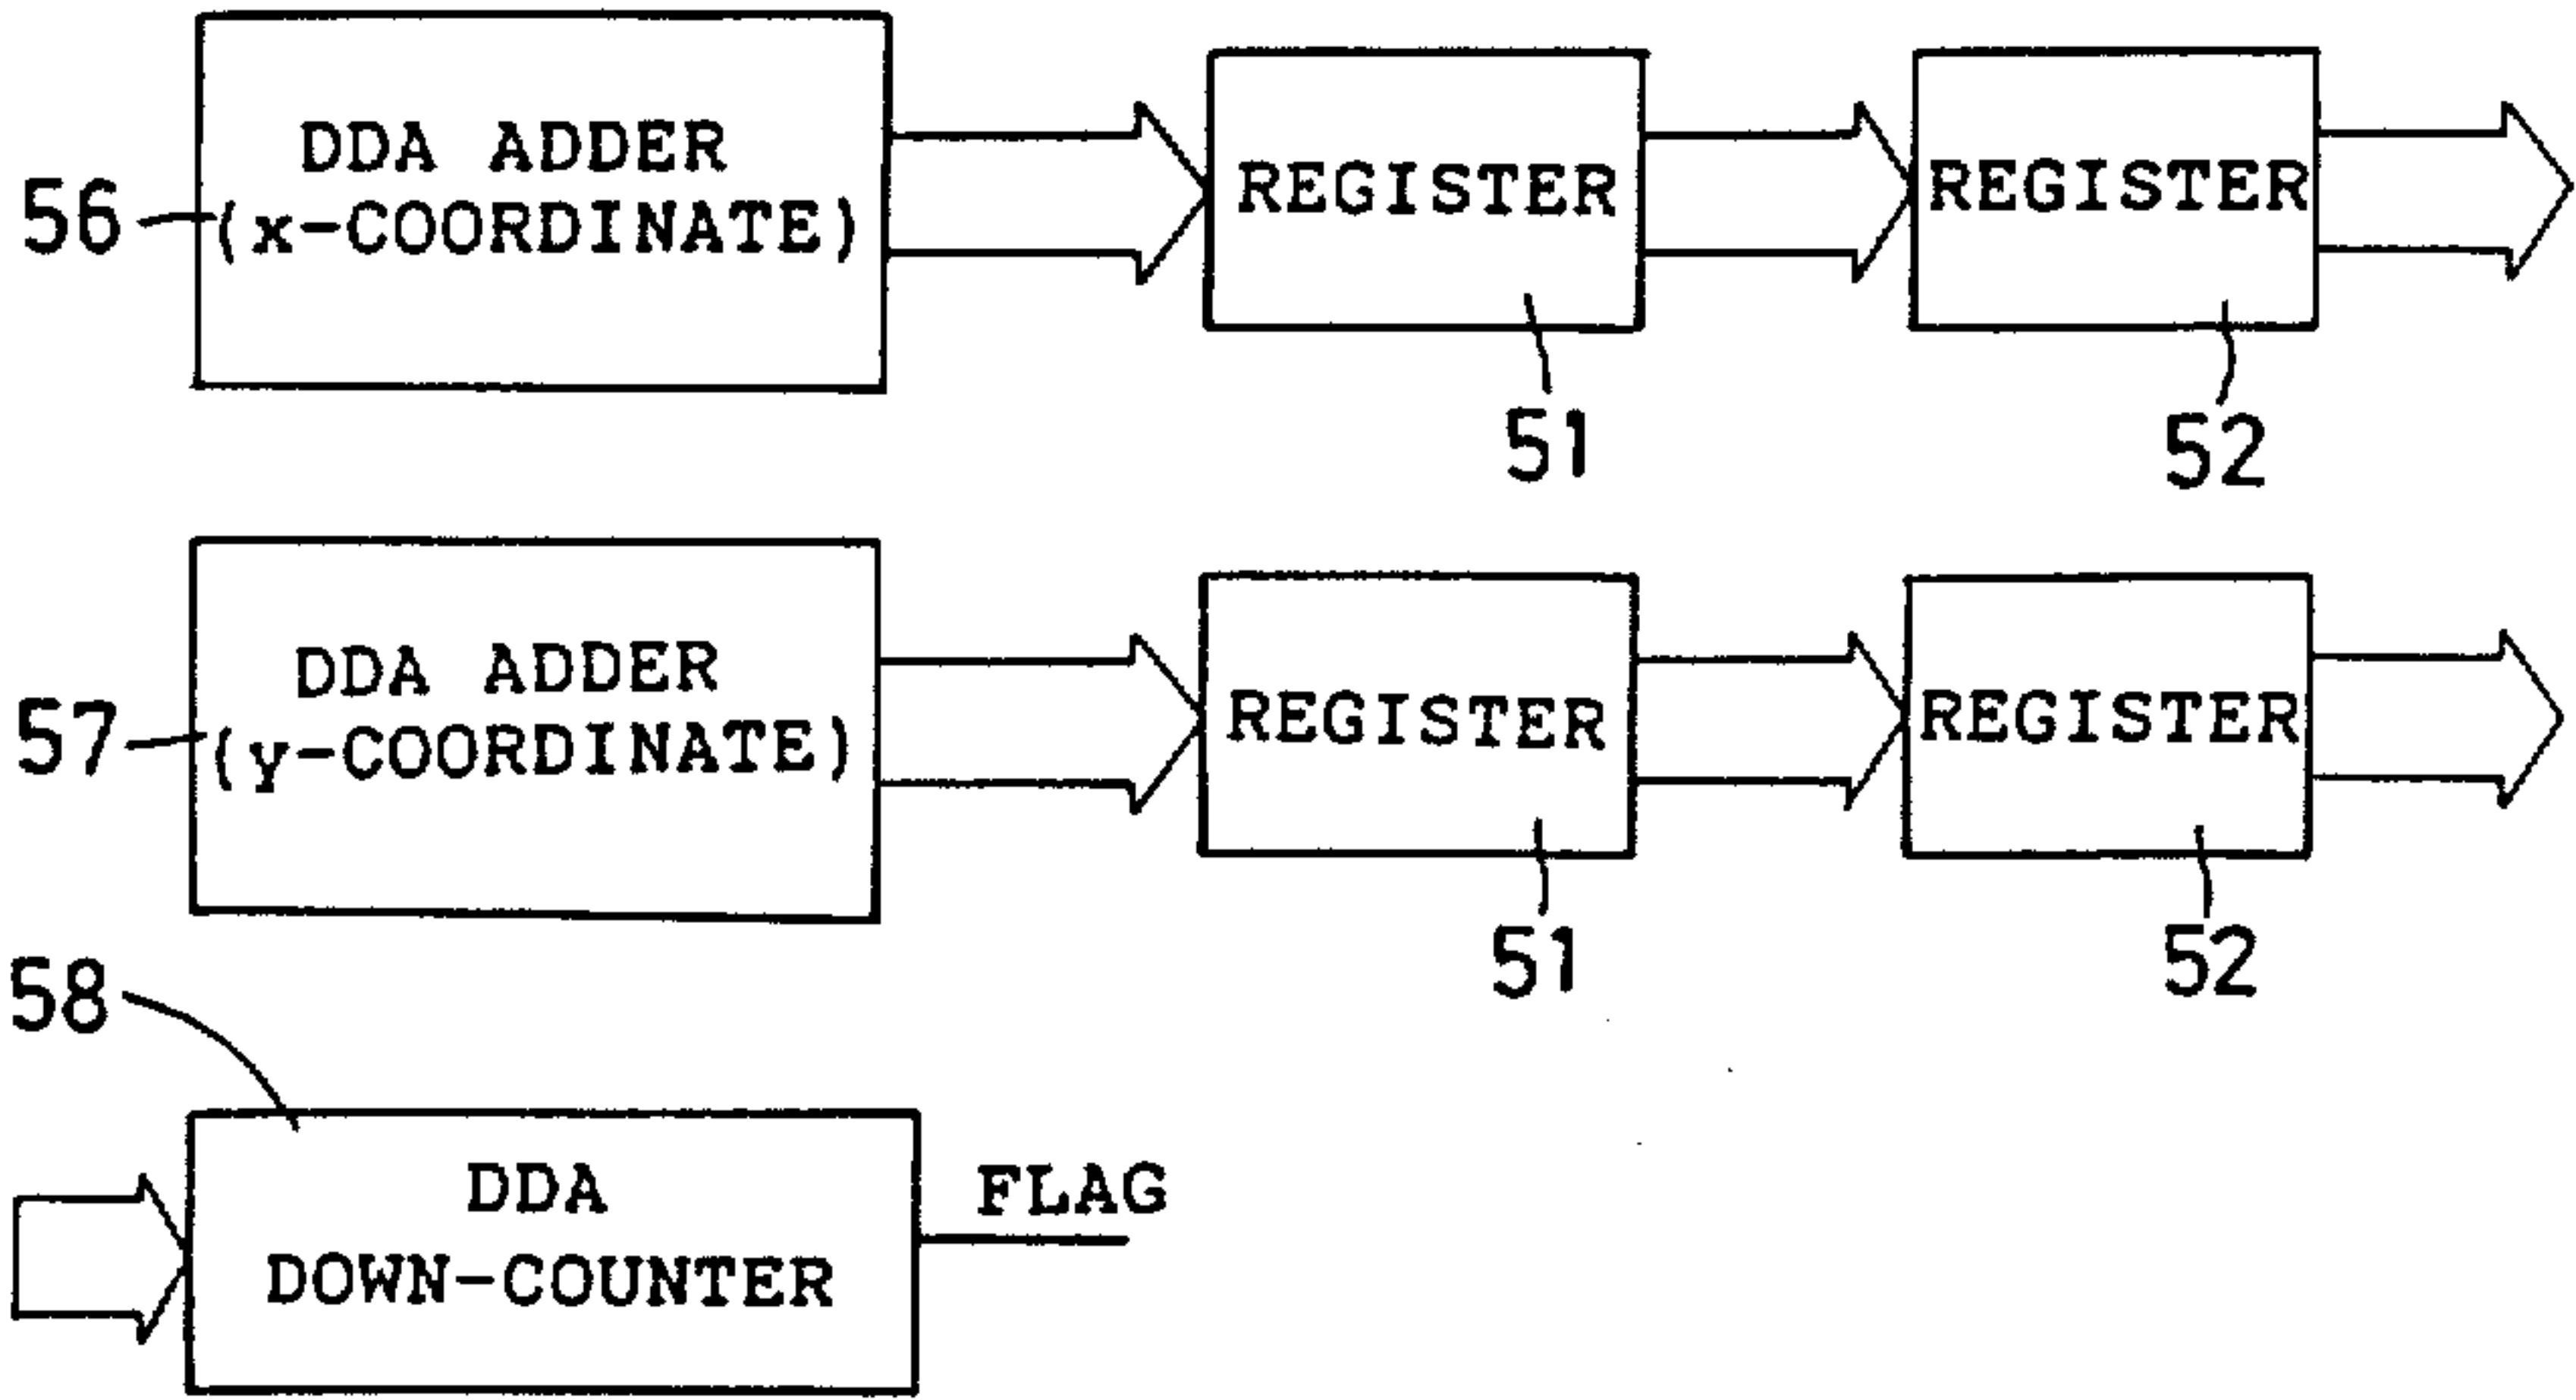 DDA ADDER
(x-COORDINATE)
56
REGISTER
51
REGISTER
52
DDA ADDER
(y-COORDINATE)
57
REGISTER
51
REGISTER
52
58
DDA
DOWN-COUNTER
FLAG